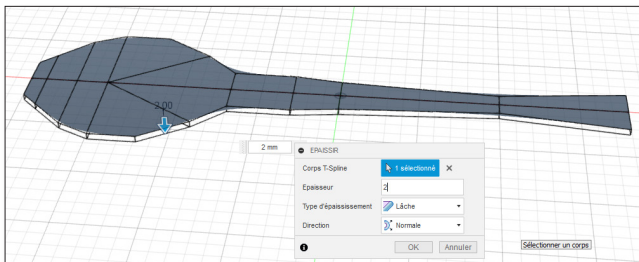 2.00
2 mm
EPAISSIR
Corps T-Spline
1 sélectionné
Epaisseur
2
Type d'épaississement
Lâche
Direction
Normale
OK
Annuler
Sélectionner un corps